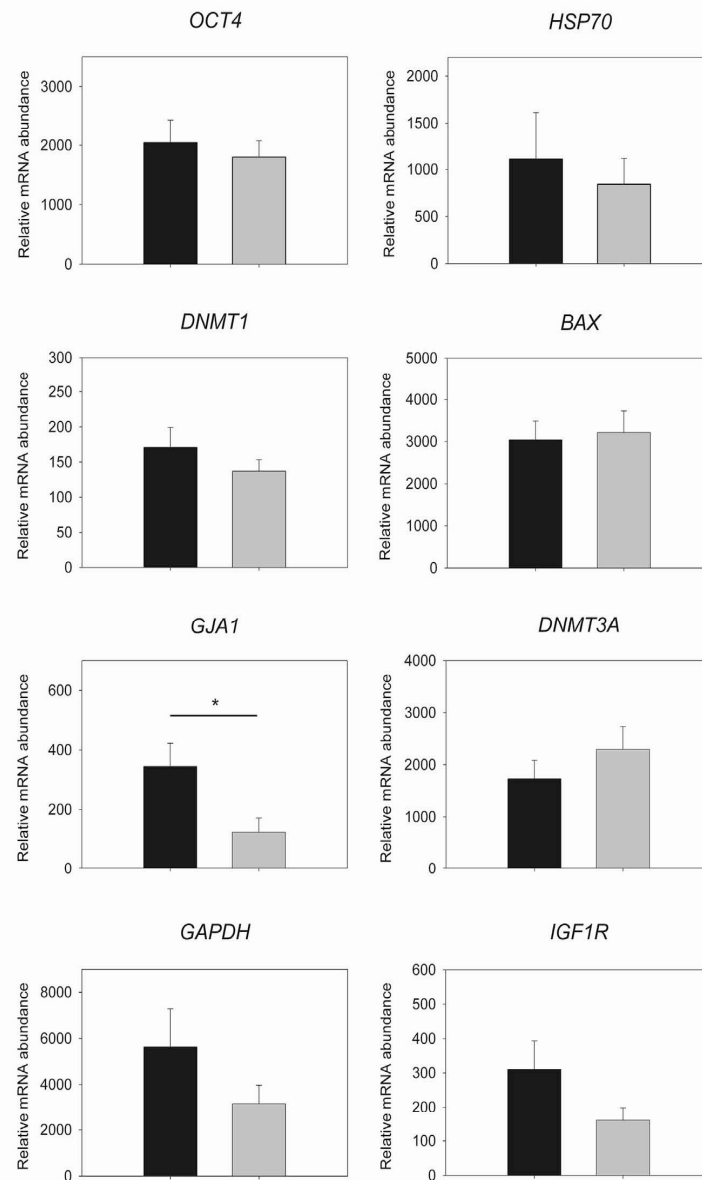 OCT4
Relative mRNA abundance
3000
2000
1000
0
HSP70
Relative mRNA abundance
2000
1500
1000
500
0
DNMT1
Relative mRNA abundance
300
250
200
150
100
50
0
BAX
Relative mRNA abundance
5000
4000
3000
2000
1000
0
GJA1
Relative mRNA abundance
600
400
200
0
*
DNMT3A
Relative mRNA abundance
4000
3000
2000
1000
0
GAPDH
Relative mRNA abundance
8000
6000
4000
2000
0
IGF1R
Relative mRNA abundance
600
500
400
300
200
100
0